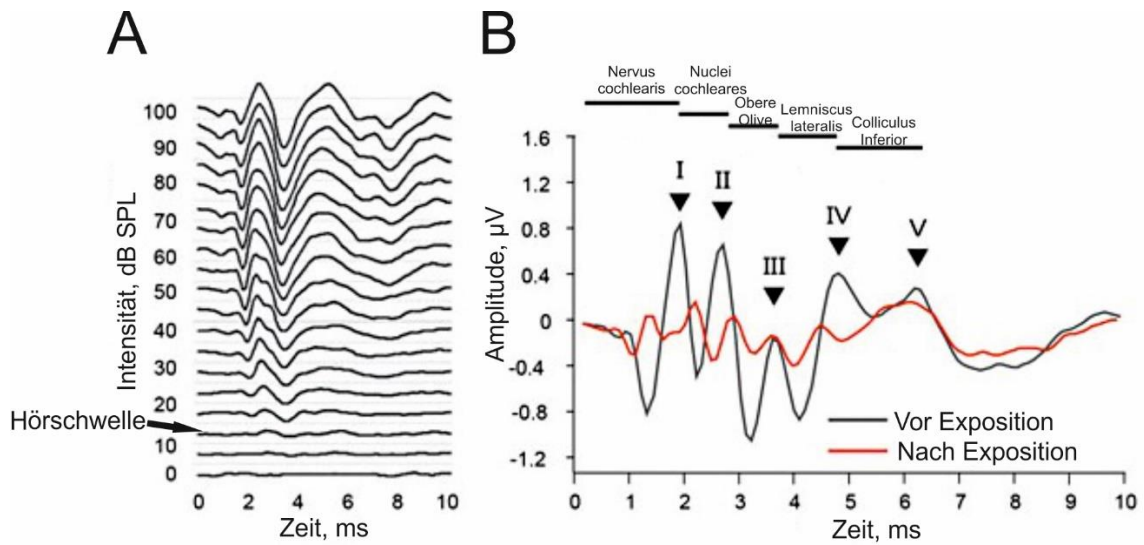 A
Intensität, dB SPL
100
90
80
70
60
50
40
30
20
10
0
Hörschwelle
0 2 4 6 8 10
Zeit, ms
B
Nervus
cochlearis
Nuclei
cochleares
Obere
Olive
Lemniscus
lateralis
Colliculus
Inferior
Amplitude, µV
1.6
1.2
0.8
0.4
0
-0.4
-0.8
-1.2
I
II
III
IV
V
Vor Exposition
Nach Exposition
0 1 2 3 4 5 6 7 8 9 10
Zeit, ms